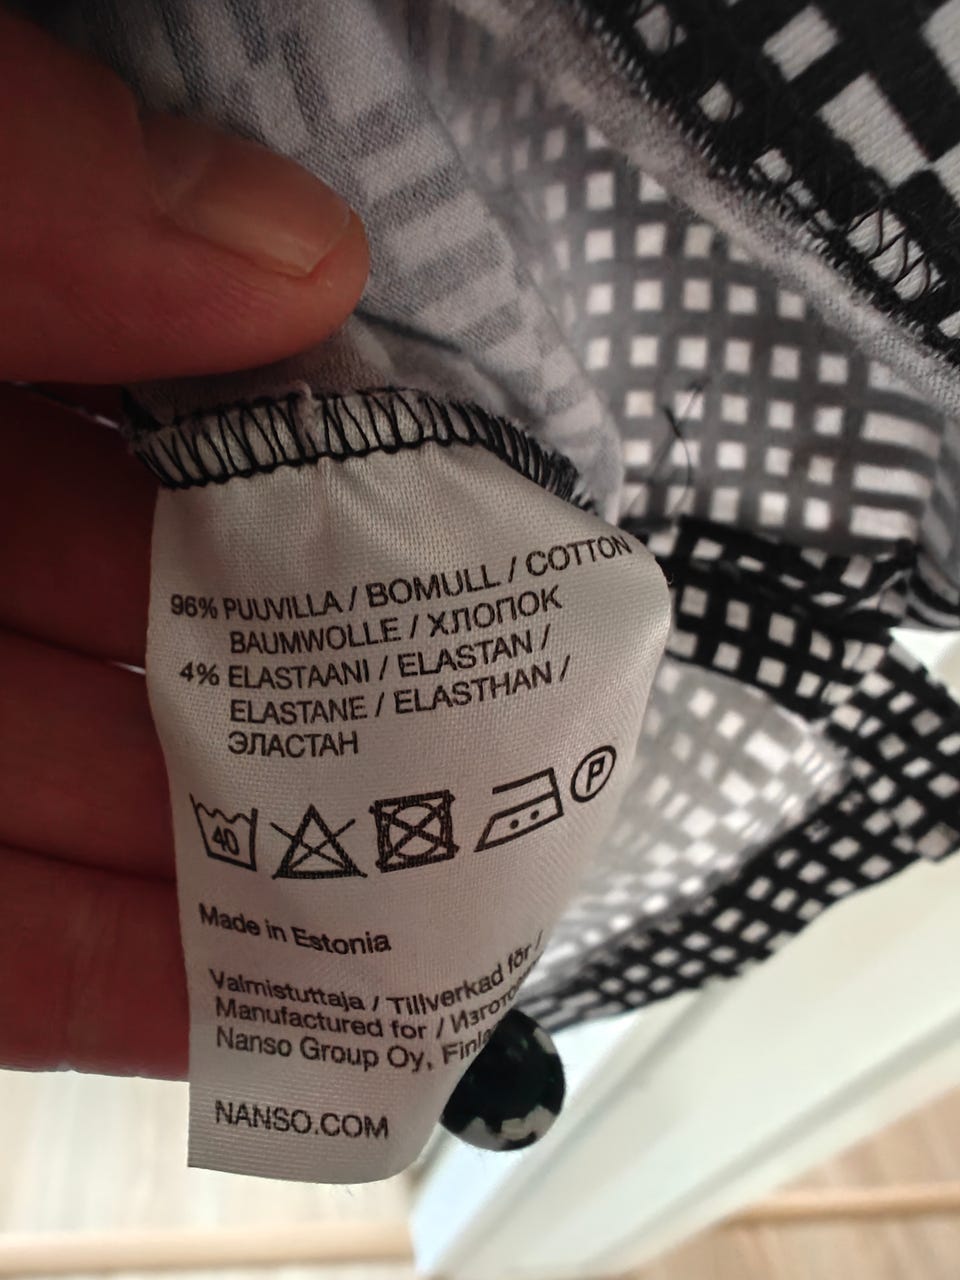 96% PUUVILLA / BOMULL / COTTON
BAUMWOLLE / ХЛОПОК
4% ELASTAANI / ELASTAN /
ELASTANE / ELASTHAN /
ЭЛАСТАН
40 P
Made in Estonia
Valmistuttaja / Tillverkad för /
Manufactured for /
Nanso Group Oy,
NANSO.COM